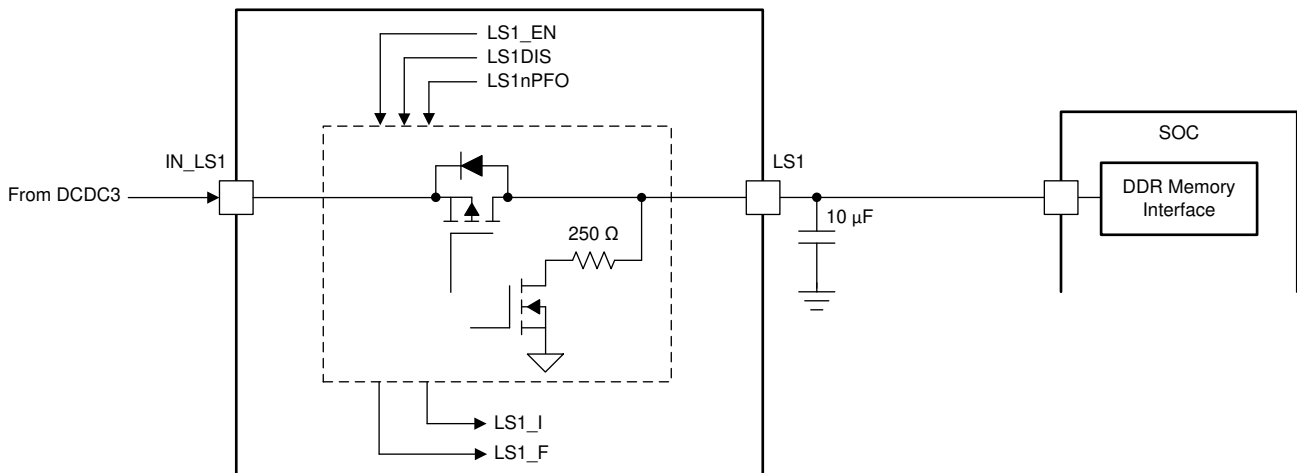 LS1_EN
LS1DIS
LS1nPFO
SOC
IN_LS1
LS1
From DCDC3
DDR Memory
Interface
10 µF
250 Ω
LS1_I
LS1_F